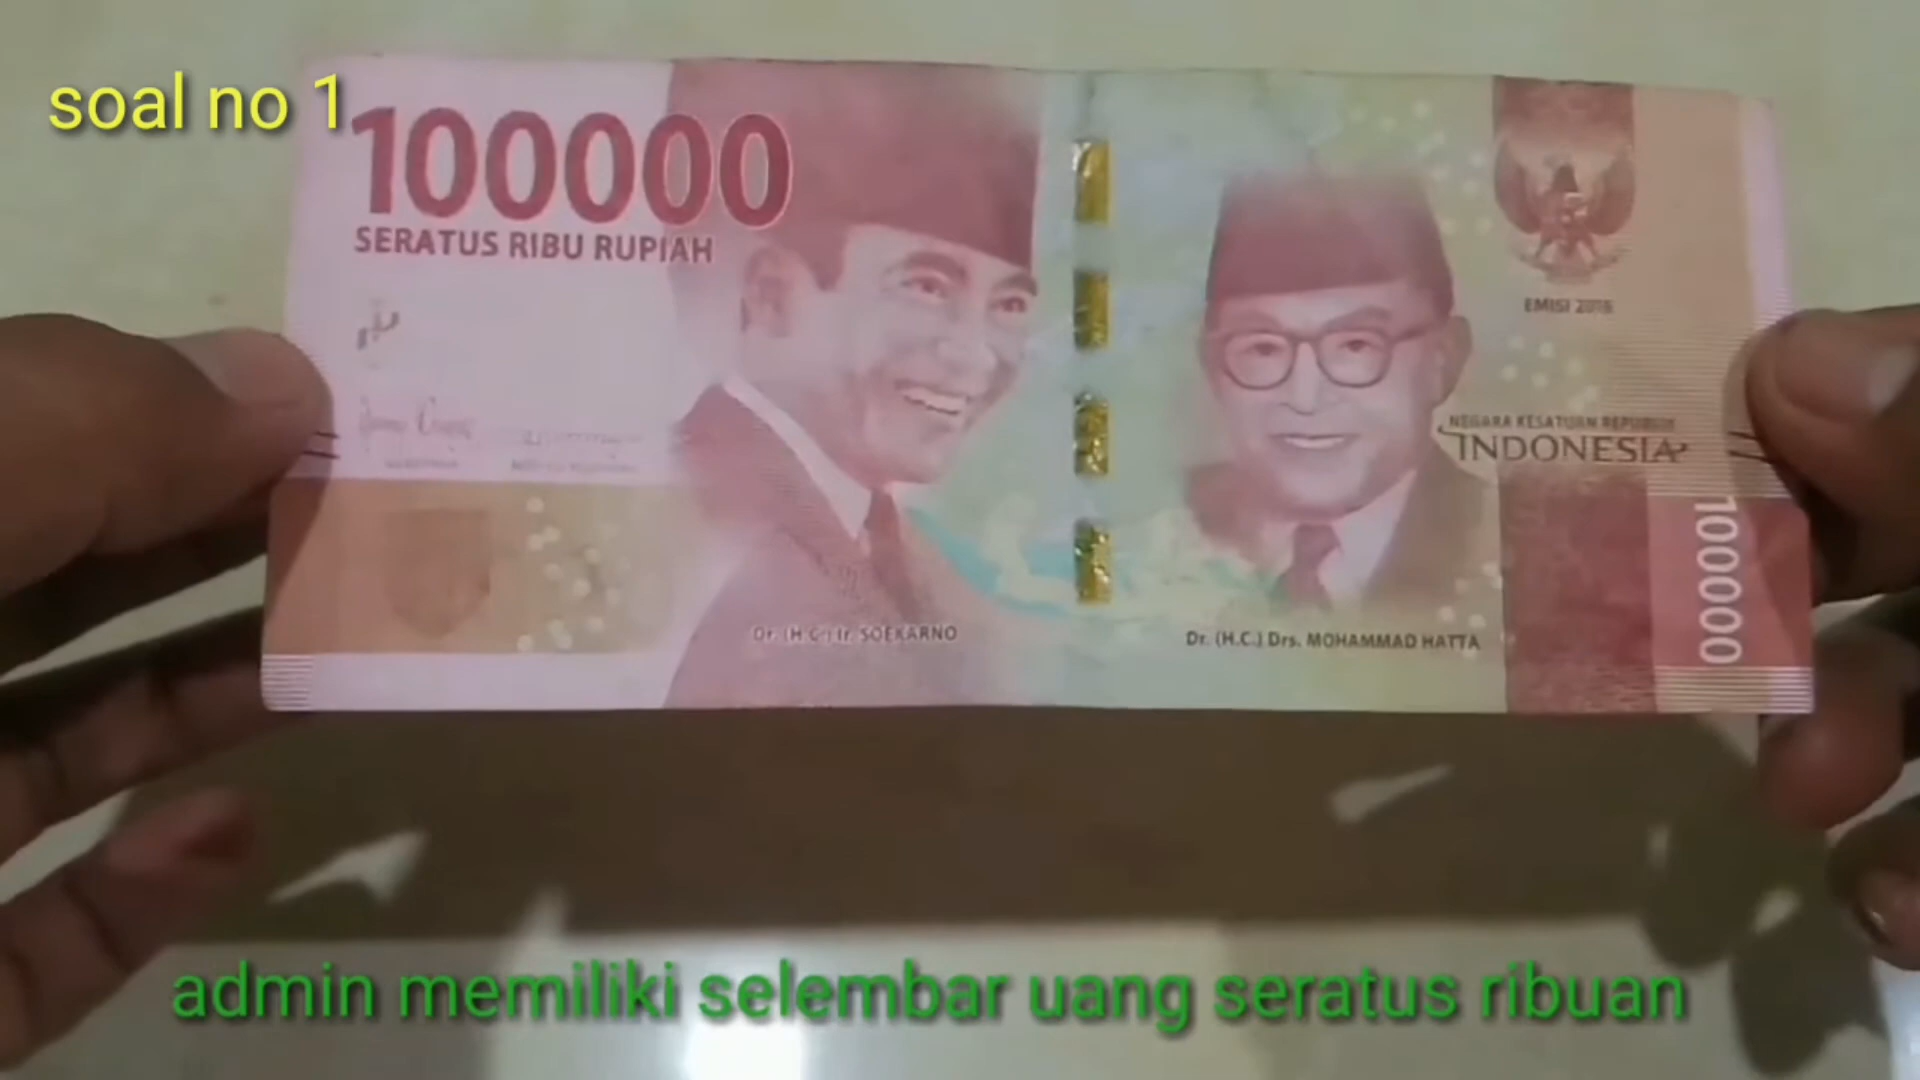 soal no 1
100000
SERATUS RIBU RUPIAH
EMISI 2016
NEGARA KESATUAN REPUBLIK
INDONESIA
100000
Dr. (H.C.) Ir. SOEKARNO
Dr. (H.C.) Drs. MOHAMMAD HATTA
admin memiliki selembar uang seratus ribuan